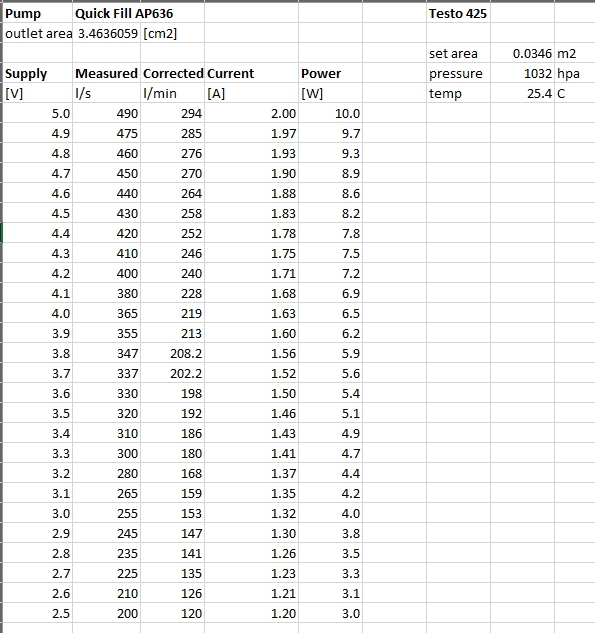 Pump Quick Fill AP636 Testo 425
outlet area 3.4636059 [cm2]
set area 0.0346 m2
Supply Measured Corrected Current Power pressure 1032 hpa
[V] l/s l/min [A] [W] temp 25.4 C
5.0 490 294 2.00 10.0
4.9 475 285 1.97 9.7
4.8 460 276 1.93 9.3
4.7 450 270 1.90 8.9
4.6 440 264 1.88 8.6
4.5 430 258 1.83 8.2
4.4 420 252 1.78 7.8
4.3 410 246 1.75 7.5
4.2 400 240 1.71 7.2
4.1 380 228 1.68 6.9
4.0 365 219 1.63 6.5
3.9 355 213 1.60 6.2
3.8 347 208.2 1.56 5.9
3.7 337 202.2 1.52 5.6
3.6 330 198 1.50 5.4
3.5 320 192 1.46 5.1
3.4 310 186 1.43 4.9
3.3 300 180 1.41 4.7
3.2 280 168 1.37 4.4
3.1 265 159 1.35 4.2
3.0 255 153 1.32 4.0
2.9 245 147 1.30 3.8
2.8 235 141 1.26 3.5
2.7 225 135 1.23 3.3
2.6 210 126 1.21 3.1
2.5 200 120 1.20 3.0